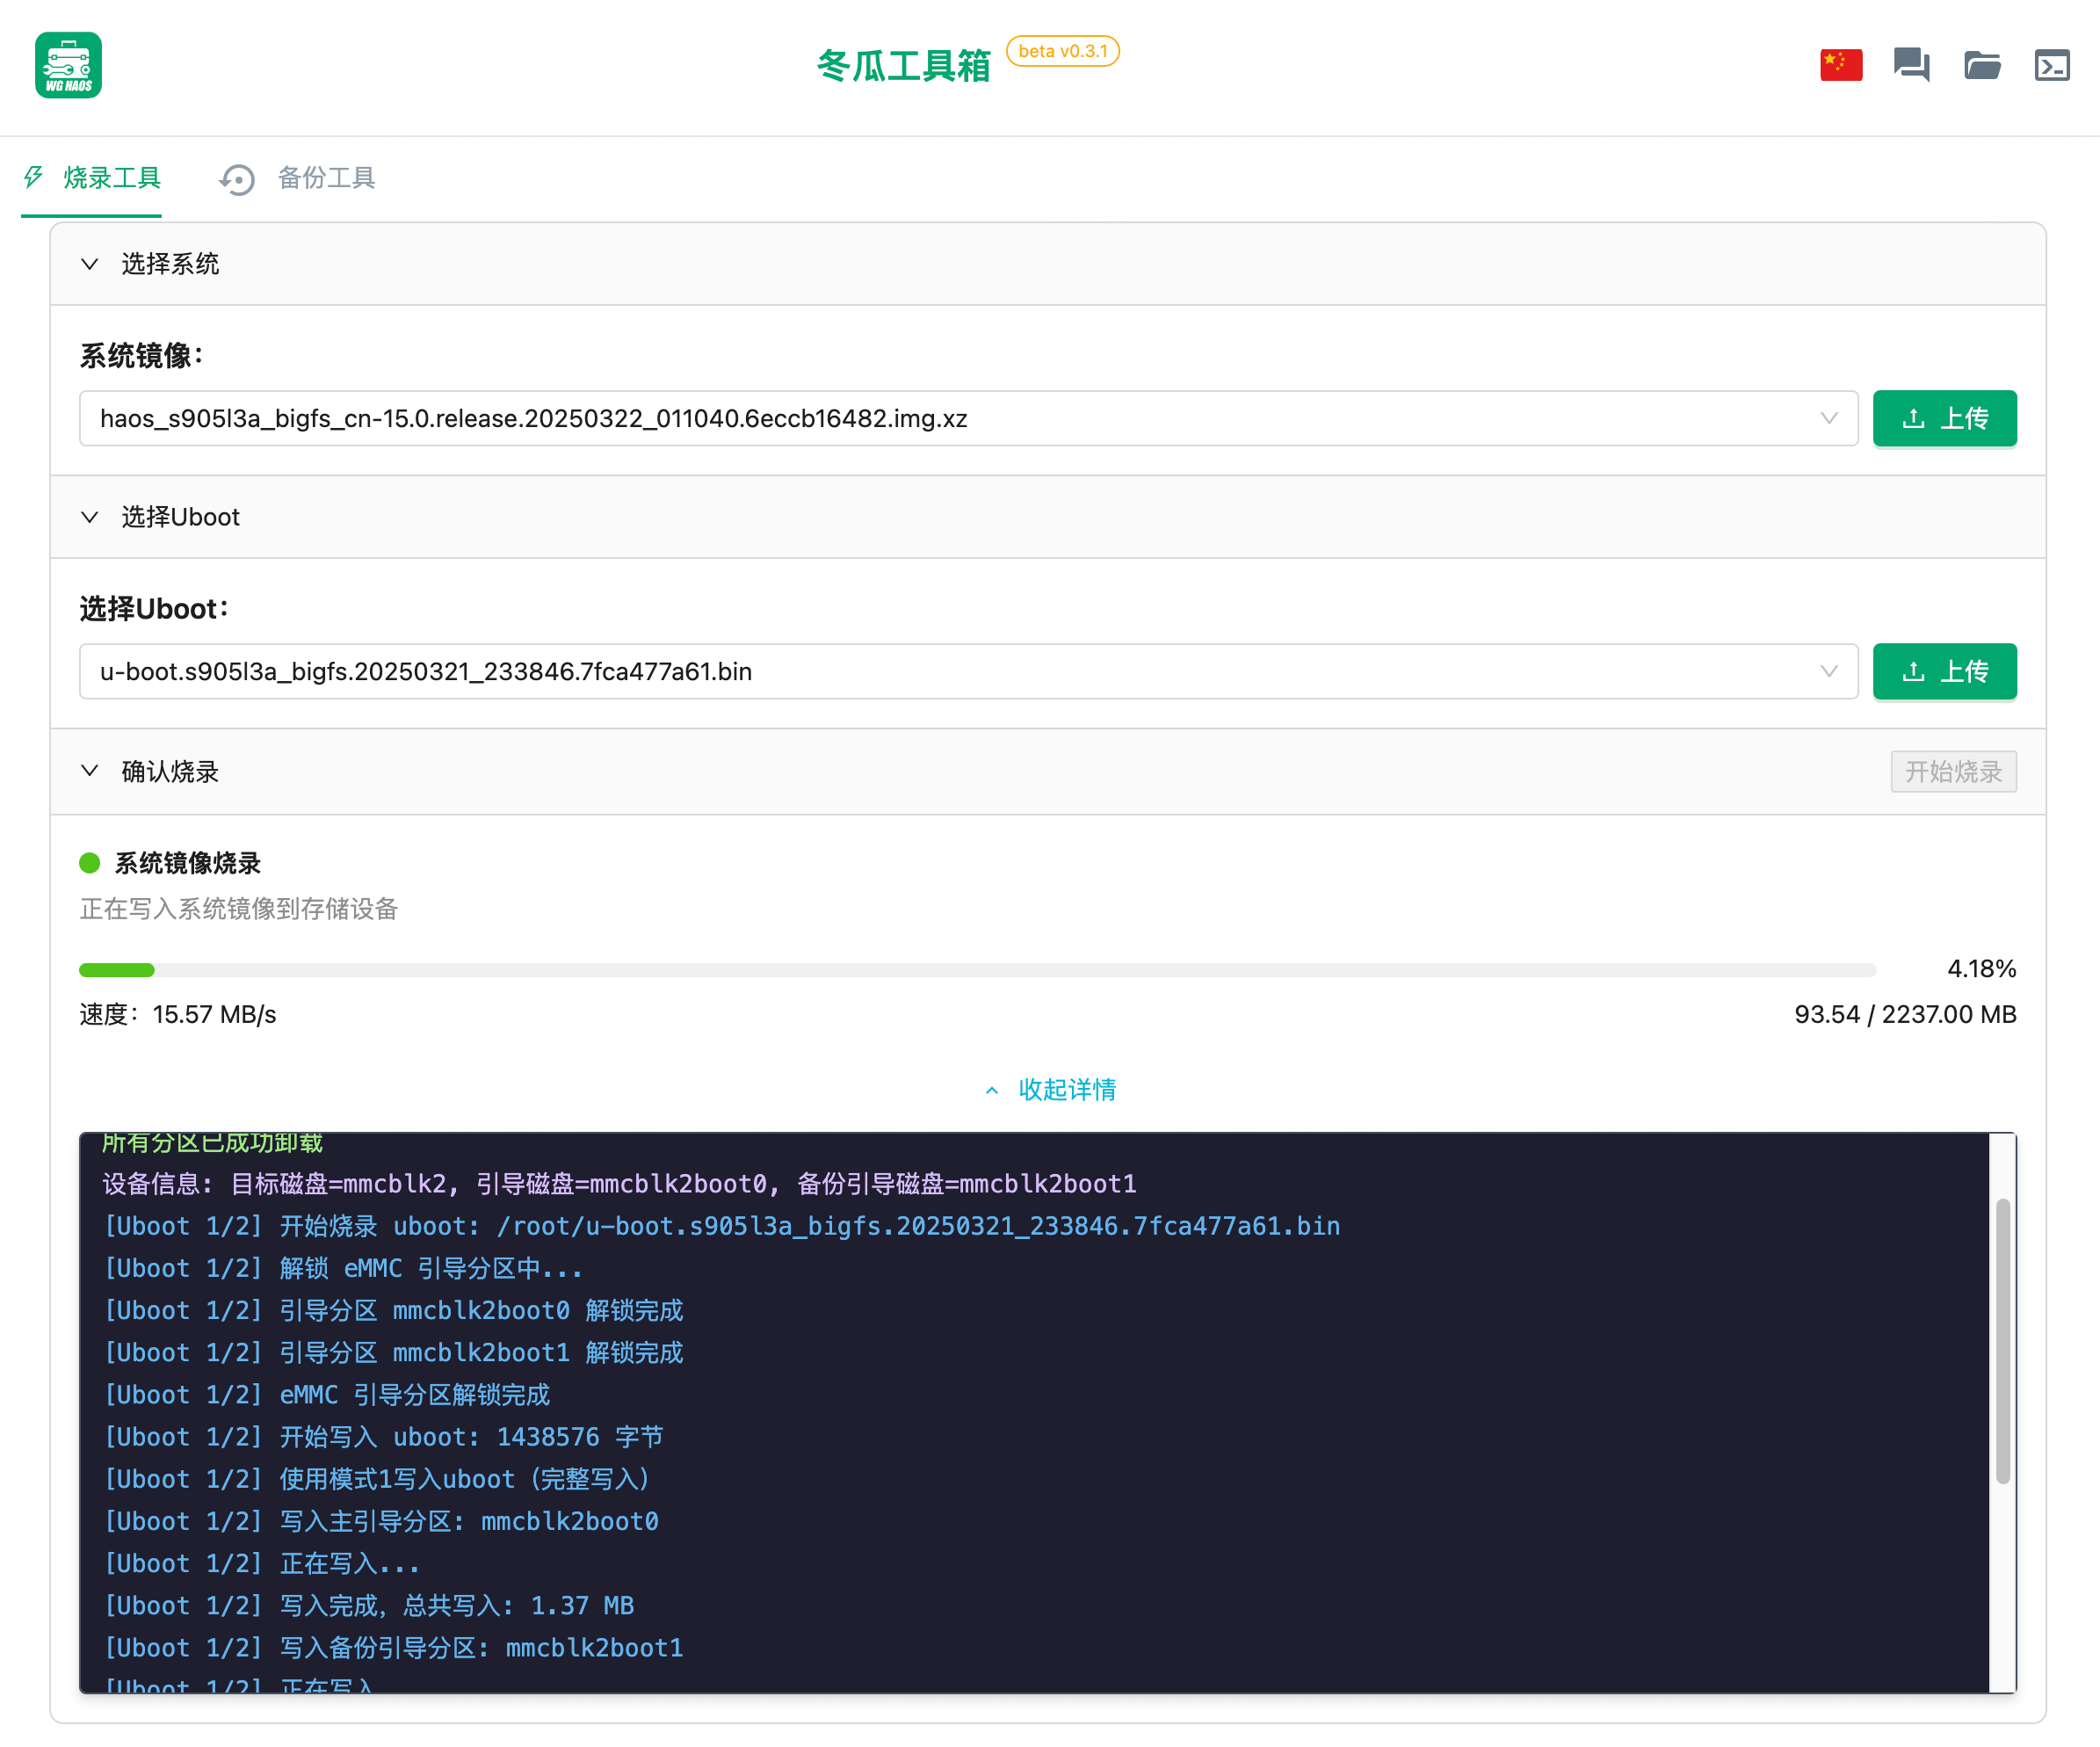 WG HAOS
冬瓜工具箱
beta v0.3.1
烧录工具
备份工具
选择系统
系统镜像：
haos_s905l3a_bigfs_cn-15.0.release.20250322_011040.6eccb16482.img.xz
上传
选择Uboot
选择Uboot：
u-boot.s905l3a_bigfs.20250321_233846.7fca477a61.bin
上传
确认烧录
开始烧录
系统镜像烧录
正在写入系统镜像到存储设备
4.18%
速度：15.57 MB/s
93.54 / 2237.00 MB
收起详情
所有分区已成功卸载
设备信息: 目标磁盘=mmcblk2, 引导磁盘=mmcblk2boot0, 备份引导磁盘=mmcblk2boot1
[Uboot 1/2] 开始烧录 uboot: /root/u-boot.s905l3a_bigfs.20250321_233846.7fca477a61.bin
[Uboot 1/2] 解锁 eMMC 引导分区中...
[Uboot 1/2] 引导分区 mmcblk2boot0 解锁完成
[Uboot 1/2] 引导分区 mmcblk2boot1 解锁完成
[Uboot 1/2] eMMC 引导分区解锁完成
[Uboot 1/2] 开始写入 uboot: 1438576 字节
[Uboot 1/2] 使用模式1写入uboot（完整写入）
[Uboot 1/2] 写入主引导分区: mmcblk2boot0
[Uboot 1/2] 正在写入...
[Uboot 1/2] 写入完成，总共写入: 1.37 MB
[Uboot 1/2] 写入备份引导分区: mmcblk2boot1
[Uboot 1/2] 正在写入